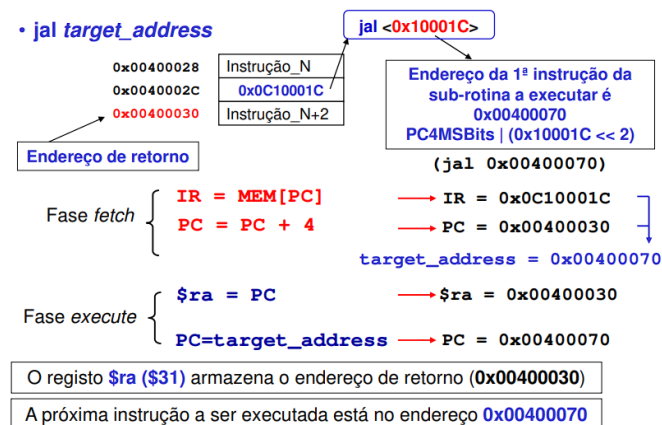 • jal target_address
jal <0x10001C>
0x00400028 Instrução_N
0x0040002C 0x0C10001C
0x00400030 Instrução_N+2
Endereço de retorno
Endereço da 1ª instrução da
sub-rotina a executar é
0x00400070
PC4MSBits | (0x10001C << 2)
(jal 0x00400070)
Fase fetch
IR = MEM[PC] IR = 0x0C10001C
PC = PC + 4 PC = 0x00400030
target_address = 0x00400070
Fase execute
$ra = PC $ra = 0x00400030
PC=target_address PC = 0x00400070
O registo $ra ($31) armazena o endereço de retorno (0x00400030)
A próxima instrução a ser executada está no endereço 0x00400070